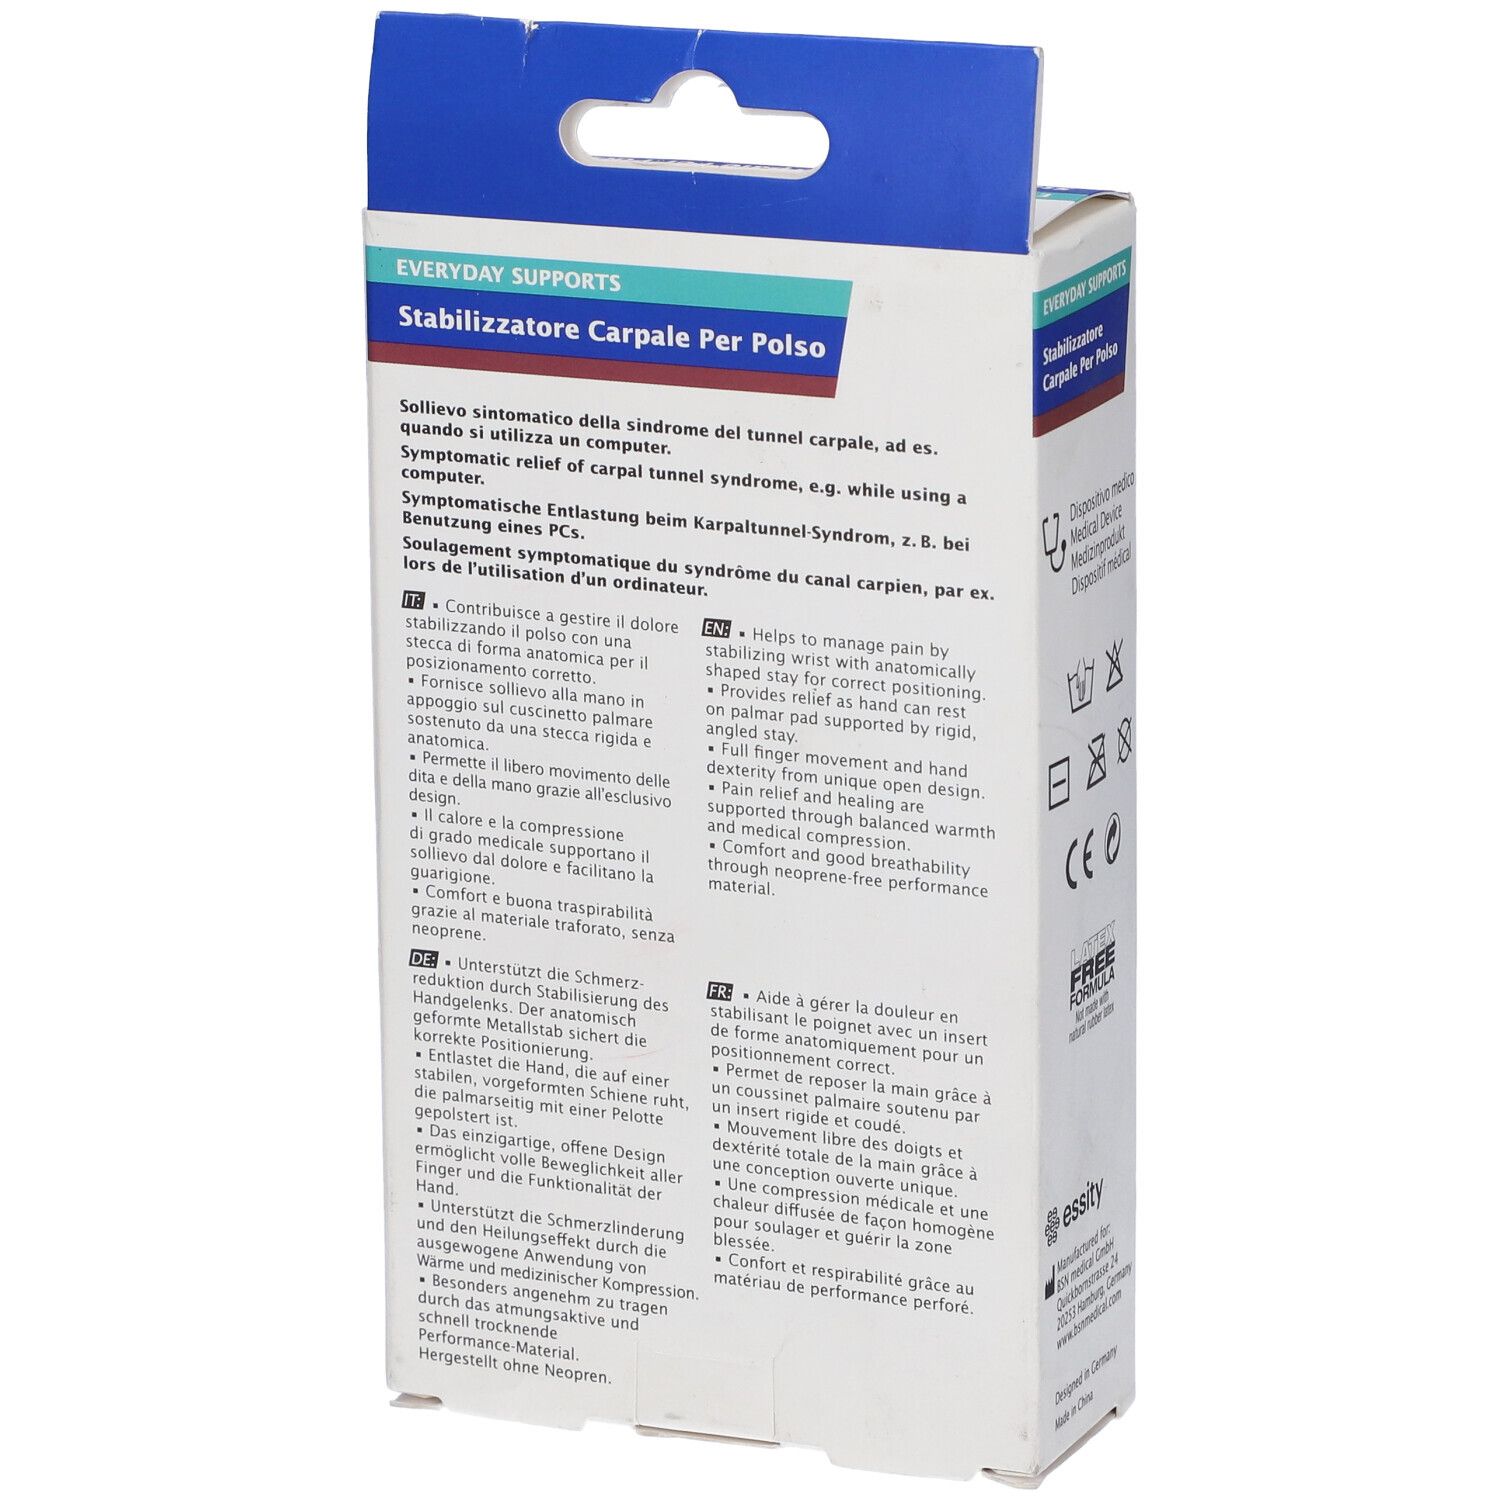 EVERYDAY SUPPORTS
Stabilizzatore Carpale Per Polso
Sollievo sintomatico della sindrome del tunnel carpale, ad es.
quando si utilizza un computer.
Symptomatic relief of carpal tunnel syndrome, e.g. while using a
computer.
Symptomatische Entlastung beim Karpaltunnel-Syndrom, z. B. bei
Benutzung eines PCs.
Soulagement symptomatique du syndrôme du canal carpien, par ex.
lors de l'utilisation d'un ordinateur.
IT: ▪ Contribuisce a gestire il dolore
stabilizzando il polso con una
stecca di forma anatomica per il
posizionamento corretto.
▪ Fornisce sollievo alla mano in
appoggio sul cuscinetto palmare
sostenuto da una stecca rigida e
anatomica.
▪ Permette il libero movimento delle
dita e della mano grazie all'esclusivo
design.
▪ Il calore e la compressione
di grado medicale supportano il
sollievo dal dolore e facilitano la
guarigione.
▪ Comfort e buona traspirabilità
grazie al materiale traforato, senza
neoprene.
EN: ▪ Helps to manage pain by
stabilizing wrist with anatomically
shaped stay for correct positioning.
▪ Provides relief as hand can rest
on palmar pad supported by rigid,
angled stay.
▪ Full finger movement and hand
dexterity from unique open design.
▪ Pain relief and healing are
supported through balanced warmth
and medical compression.
▪ Comfort and good breathability
through neoprene-free performance
material.
DE: ▪ Unterstützt die Schmerz-
reduktion durch Stabilisierung des
Handgelenks. Der anatomisch
geformte Metallstab sichert die
korrekte Positionierung.
▪ Entlastet die Hand, die auf einer
stabilen, vorgeformten Schiene ruht,
die palmarseitig mit einer Pelotte
gepolstert ist.
▪ Das einzigartige, offene Design
ermöglicht volle Beweglichkeit aller
Finger und die Funktionalität der
Hand.
▪ Unterstützt die Schmerzlinderung
und den Heilungseffekt durch die
ausgewogene Anwendung von
Wärme und medizinischer Kompression.
▪ Besonders angenehm zu tragen
durch das atmungsaktive und
schnell trocknende
Performance-Material.
Hergestellt ohne Neopren.
FR: ▪ Aide à gérer la douleur en
stabilisant le poignet avec un insert
de forme anatomiquement pour un
positionnement correct.
▪ Permet de reposer la main grâce à
un coussinet palmaire soutenu par
un insert rigide et coudé.
▪ Mouvement libre des doigts et
dextérité totale de la main grâce à
une conception ouverte unique.
▪ Une compression médicale et une
chaleur diffusée de façon homogène
pour soulager et guérir la zone
blessée.
▪ Confort et respirabilité grâce au
matériau de performance perforé.
EVERYDAY SUPPORTS
Stabilizzatore
Carpale Per Polso
Dispositivo medico
Medical Device
Medizinprodukt
Dispositif médical
CE
LATEX
FREE
FORMULA
Not made with
natural rubber latex
essity
Manufactured for:
BSN medical GmbH
Quickbornstrasse 24
20253 Hamburg, Germany
www.bsnmedical.com
Designed in Germany
Made in China